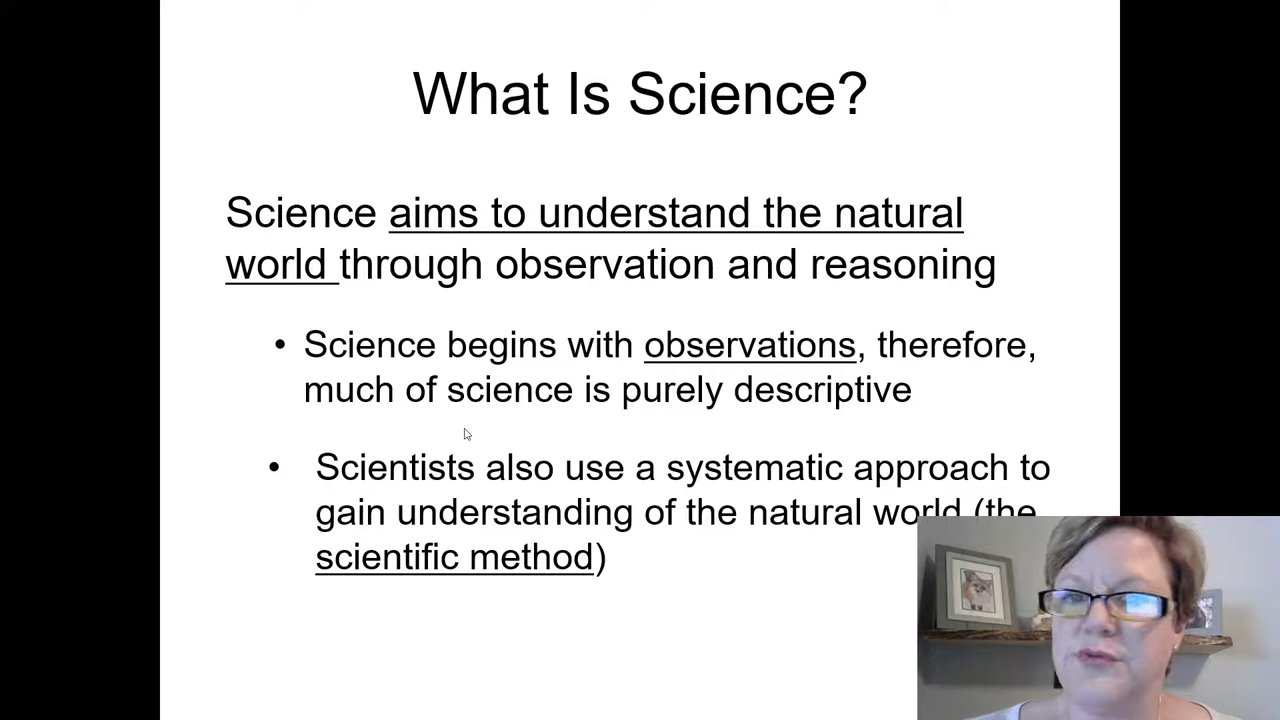 What Is Science?
Science aims to understand the natural
world through observation and reasoning
• Science begins with observations, therefore,
much of science is purely descriptive
• Scientists also use a systematic approach to
gain understanding of the natural world (the
scientific method)